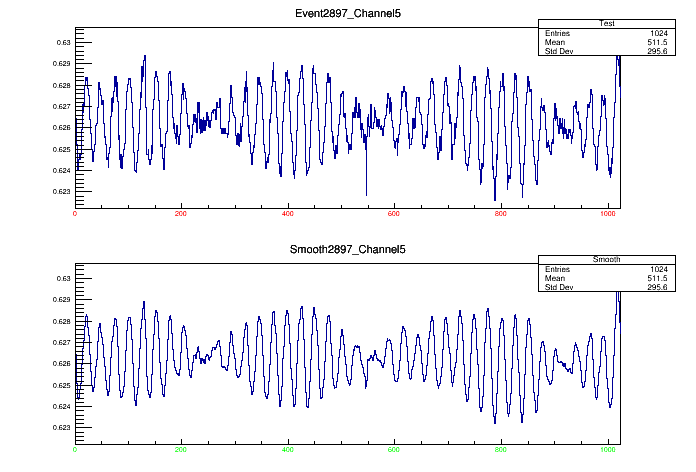 Event2897_Channel5
Test
Entries 1024
Mean 511.5
Std Dev 295.6
0.63
0.629
0.628
0.627
0.626
0.625
0.624
0.623
0 200 400 600 800 1000
Smooth2897_Channel5
Smooth
Entries 1024
Mean 511.5
Std Dev 295.6
0.63
0.629
0.628
0.627
0.626
0.625
0.624
0.623
0 200 400 600 800 1000